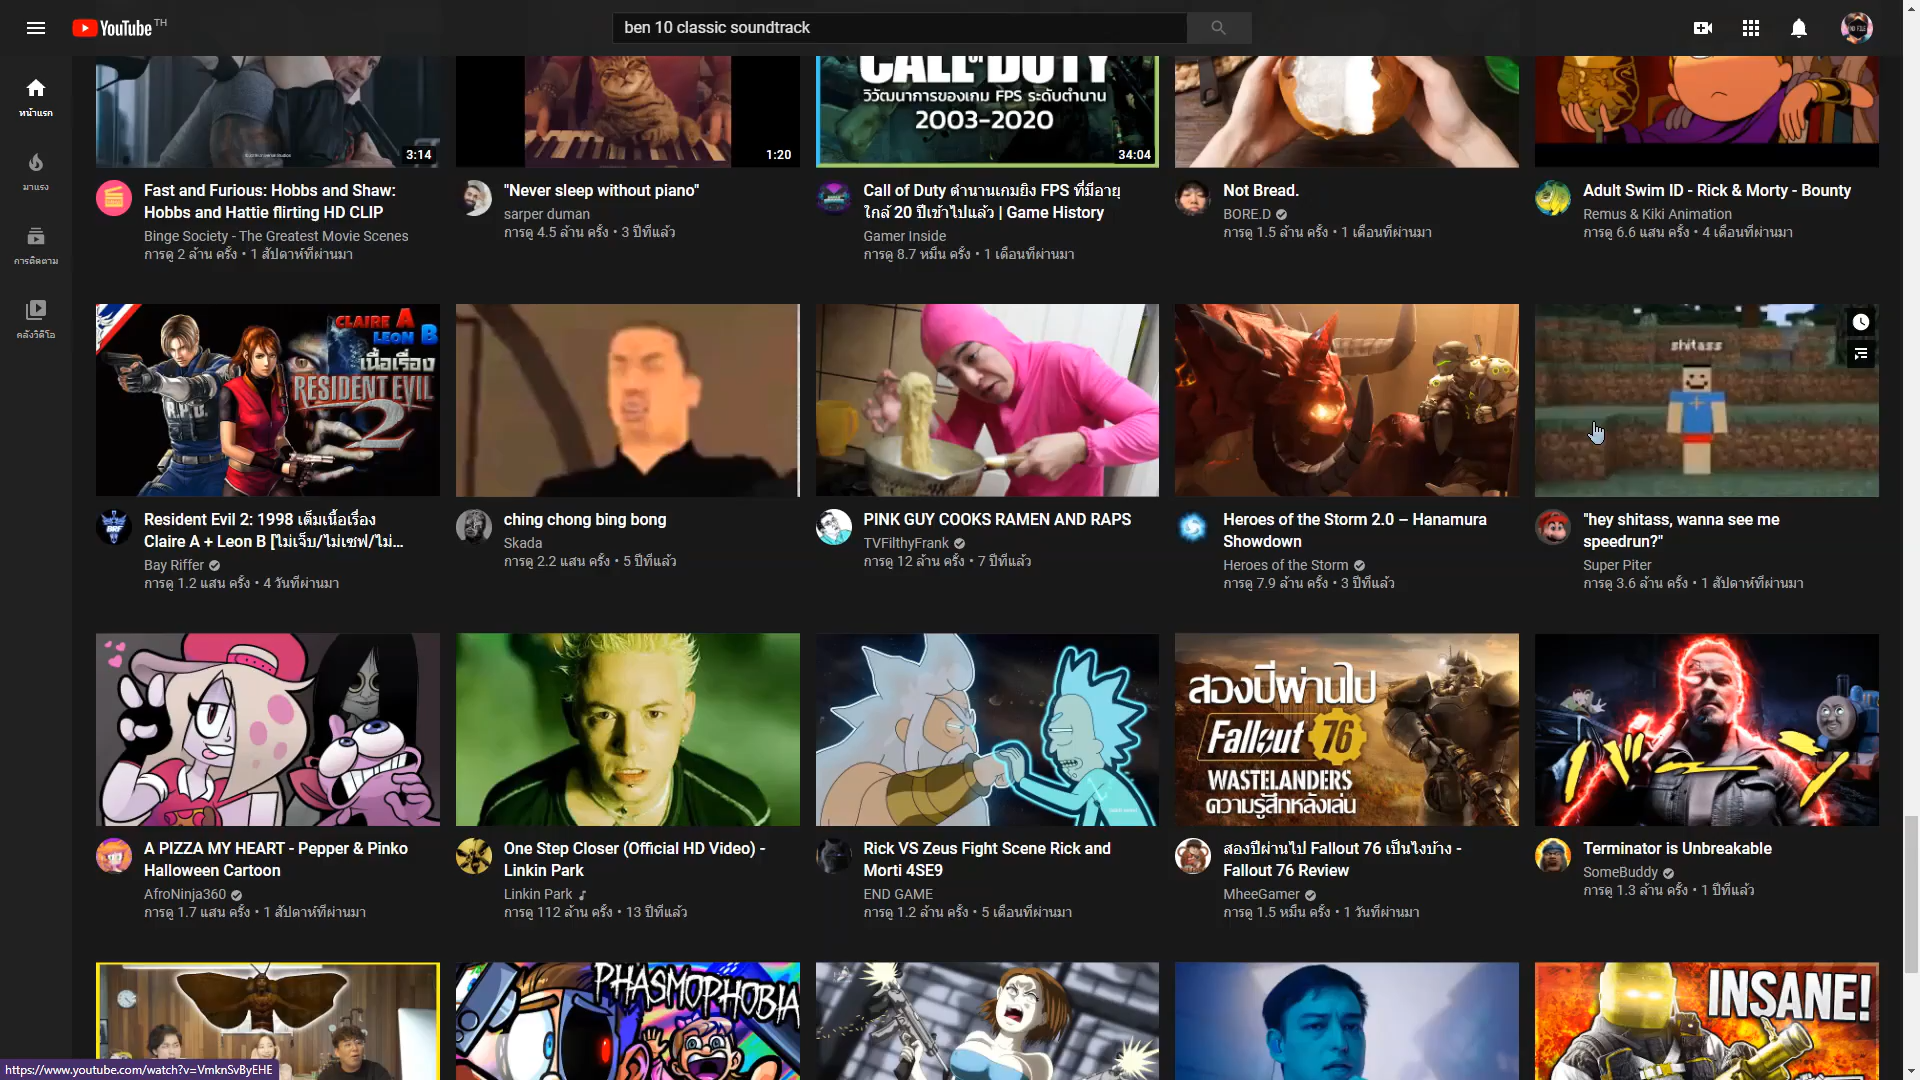 YouTube TH
ben 10 classic soundtrack
หน้าแรก
มาแรง
การติดตาม
คลังวิดีโอ
3:14
1:20
CALL OF DUTY
วิวัฒนาการของเกม FPS ระดับตำนาน
2003-2020
34:04
Fast and Furious: Hobbs and Shaw:
Hobbs and Hattie flirting HD CLIP
Binge Society - The Greatest Movie Scenes
การดู 2 ล้าน ครั้ง • 1 สัปดาห์ที่ผ่านมา
"Never sleep without piano"
sarper duman
การดู 4.5 ล้าน ครั้ง • 3 ปีที่แล้ว
Call of Duty ตำนานเกมยิง FPS ที่มีอายุ
ใกล้ 20 ปีเข้าไปแล้ว | Game History
Gamer Inside
การดู 8.7 หมื่น ครั้ง • 1 เดือนที่ผ่านมา
Not Bread.
BORE.D
การดู 1.5 ล้าน ครั้ง • 1 เดือนที่ผ่านมา
Adult Swim ID - Rick & Morty - Bounty
Remus & Kiki Animation
การดู 6.6 แสน ครั้ง • 4 เดือนที่ผ่านมา
CLAIRE A
LEON B
เนื้อเรื่อง
RESIDENT EVIL
2
R.P.D.
shitass
Resident Evil 2: 1998 เต็มเนื้อเรื่อง
Claire A + Leon B [ไม่เจ็บ/ไม่เซฟ/ไม่...
Bay Riffer
การดู 1.2 แสน ครั้ง • 4 วันที่ผ่านมา
ching chong bing bong
Skada
การดู 2.2 แสน ครั้ง • 5 ปีที่แล้ว
PINK GUY COOKS RAMEN AND RAPS
TVFilthyFrank
การดู 12 ล้าน ครั้ง • 7 ปีที่แล้ว
Heroes of the Storm 2.0 – Hanamura
Showdown
Heroes of the Storm
การดู 7.9 ล้าน ครั้ง • 3 ปีที่แล้ว
"hey shitass, wanna see me
speedrun?"
Super Piter
การดู 3.6 ล้าน ครั้ง • 1 สัปดาห์ที่ผ่านมา
สองปีผ่านไป
Fallout 76
WASTELANDERS
ความรู้สึกหลังเล่น
A PIZZA MY HEART - Pepper & Pinko
Halloween Cartoon
AfroNinja360
การดู 1.7 แสน ครั้ง • 1 สัปดาห์ที่ผ่านมา
One Step Closer (Official HD Video) -
Linkin Park
Linkin Park
การดู 112 ล้าน ครั้ง • 13 ปีที่แล้ว
Rick VS Zeus Fight Scene Rick and
Morti 4SE9
END GAME
การดู 1.2 ล้าน ครั้ง • 5 เดือนที่ผ่านมา
สองปีผ่านไป Fallout 76 เป็นไงบ้าง -
Fallout 76 Review
MheeGamer
การดู 1.5 หมื่น ครั้ง • 1 วันที่ผ่านมา
Terminator is Unbreakable
SomeBuddy
การดู 1.3 ล้าน ครั้ง • 1 ปีที่แล้ว
PHASMOPHOBIA
INSANE!
https://www.youtube.com/watch?v=VmknSvByEHE